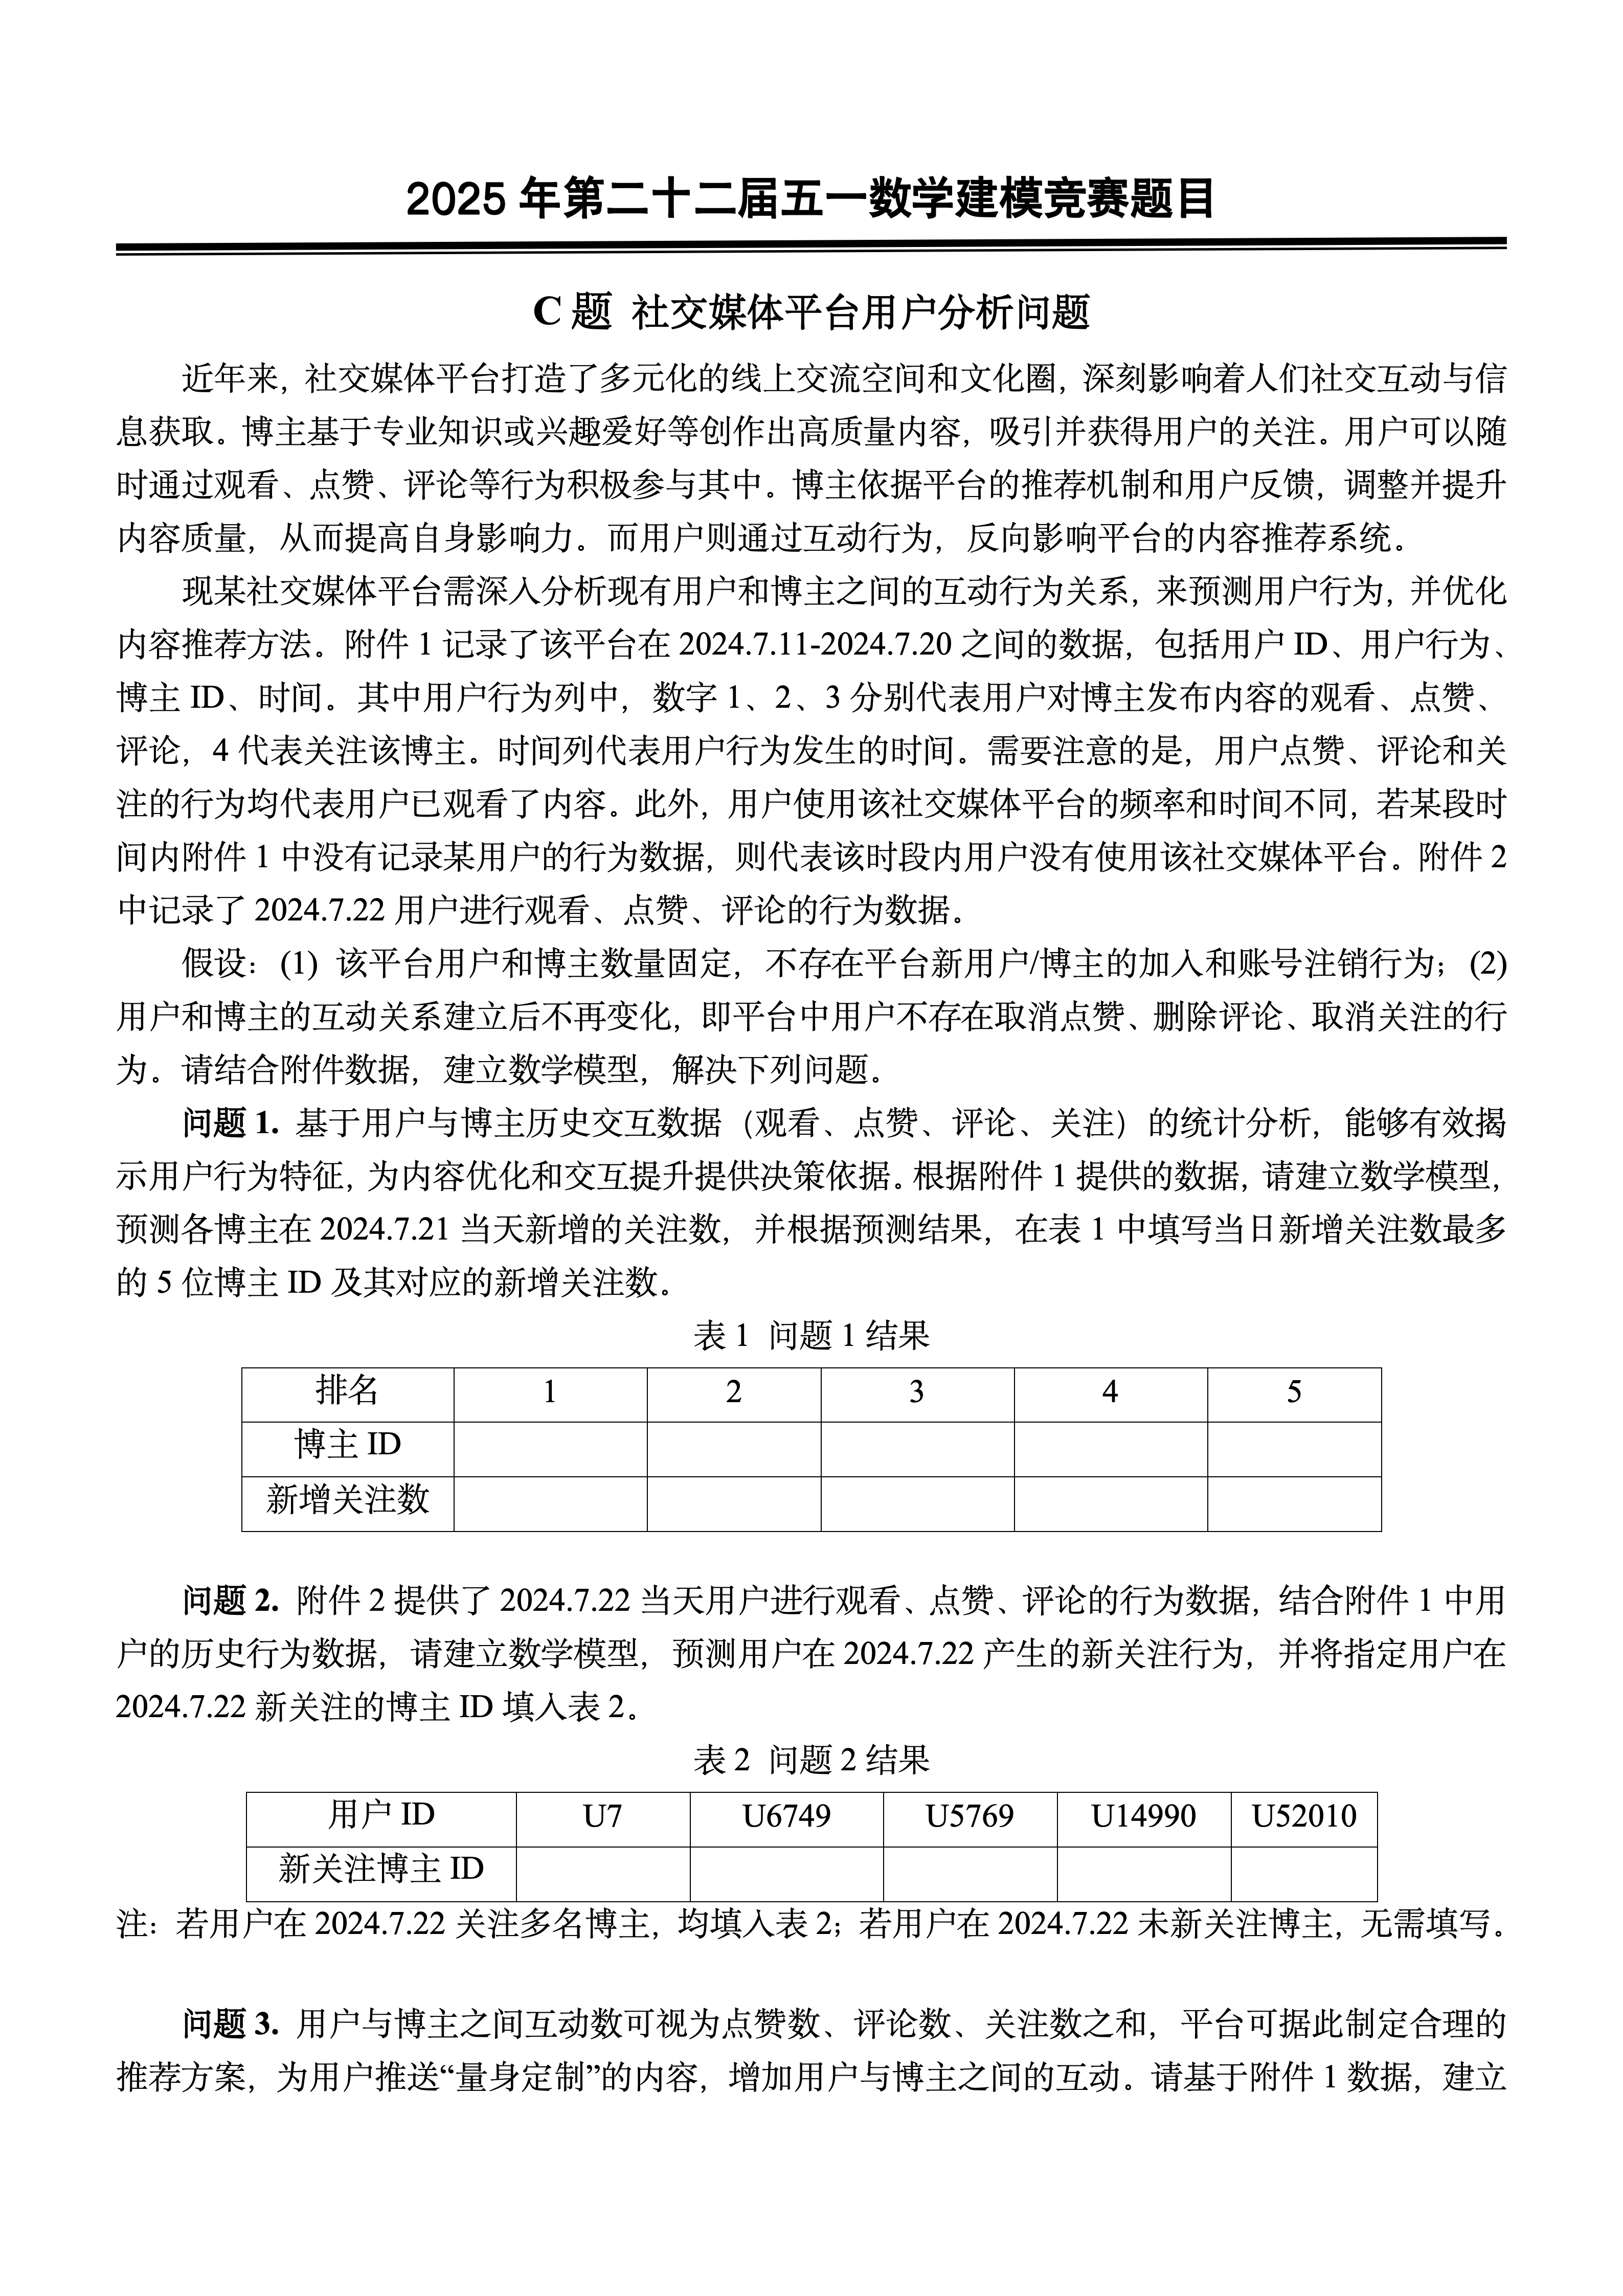 2025 年第二十二届五一数学建模竞赛题目
C 题 社交媒体平台用户分析问题
近年来，社交媒体平台打造了多元化的线上交流空间和文化圈，深刻影响着人们社交互动与信
息获取。博主基于专业知识或兴趣爱好等创作出高质量内容，吸引并获得用户的关注。用户可以随
时通过观看、点赞、评论等行为积极参与其中。博主依据平台的推荐机制和用户反馈，调整并提升
内容质量，从而提高自身影响力。而用户则通过互动行为，反向影响平台的内容推荐系统。
现某社交媒体平台需深入分析现有用户和博主之间的互动行为关系，来预测用户行为，并优化
内容推荐方法。附件 1 记录了该平台在 2024.7.11-2024.7.20 之间的数据，包括用户 ID、用户行为、
博主 ID、时间。其中用户行为列中，数字 1、2、3 分别代表用户对博主发布内容的观看、点赞、
评论，4 代表关注该博主。时间列代表用户行为发生的时间。需要注意的是，用户点赞、评论和关
注的行为均代表用户已观看了内容。此外，用户使用该社交媒体平台的频率和时间不同，若某段时
间内附件 1 中没有记录某用户的行为数据，则代表该时段内用户没有使用该社交媒体平台。附件 2
中记录了 2024.7.22 用户进行观看、点赞、评论的行为数据。
假设：(1) 该平台用户和博主数量固定，不存在平台新用户/博主的加入和账号注销行为；(2)
用户和博主的互动关系建立后不再变化，即平台中用户不存在取消点赞、删除评论、取消关注的行
为。请结合附件数据，建立数学模型，解决下列问题。
问题 1. 基于用户与博主历史交互数据（观看、点赞、评论、关注）的统计分析，能够有效揭
示用户行为特征，为内容优化和交互提升提供决策依据。根据附件 1 提供的数据，请建立数学模型，
预测各博主在 2024.7.21 当天新增的关注数，并根据预测结果，在表 1 中填写当日新增关注数最多
的 5 位博主 ID 及其对应的新增关注数。
表 1 问题 1 结果
排名 1 2 3 4 5
博主 ID
新增关注数
问题 2. 附件 2 提供了 2024.7.22 当天用户进行观看、点赞、评论的行为数据，结合附件 1 中用
户的历史行为数据，请建立数学模型，预测用户在 2024.7.22 产生的新关注行为，并将指定用户在
2024.7.22 新关注的博主 ID 填入表 2。
表 2 问题 2 结果
用户 ID U7 U6749 U5769 U14990 U52010
新关注博主 ID
注：若用户在 2024.7.22 关注多名博主，均填入表 2；若用户在 2024.7.22 未新关注博主，无需填写。
问题 3. 用户与博主之间互动数可视为点赞数、评论数、关注数之和，平台可据此制定合理的
推荐方案，为用户推送“量身定制”的内容，增加用户与博主之间的互动。请基于附件 1 数据，建立